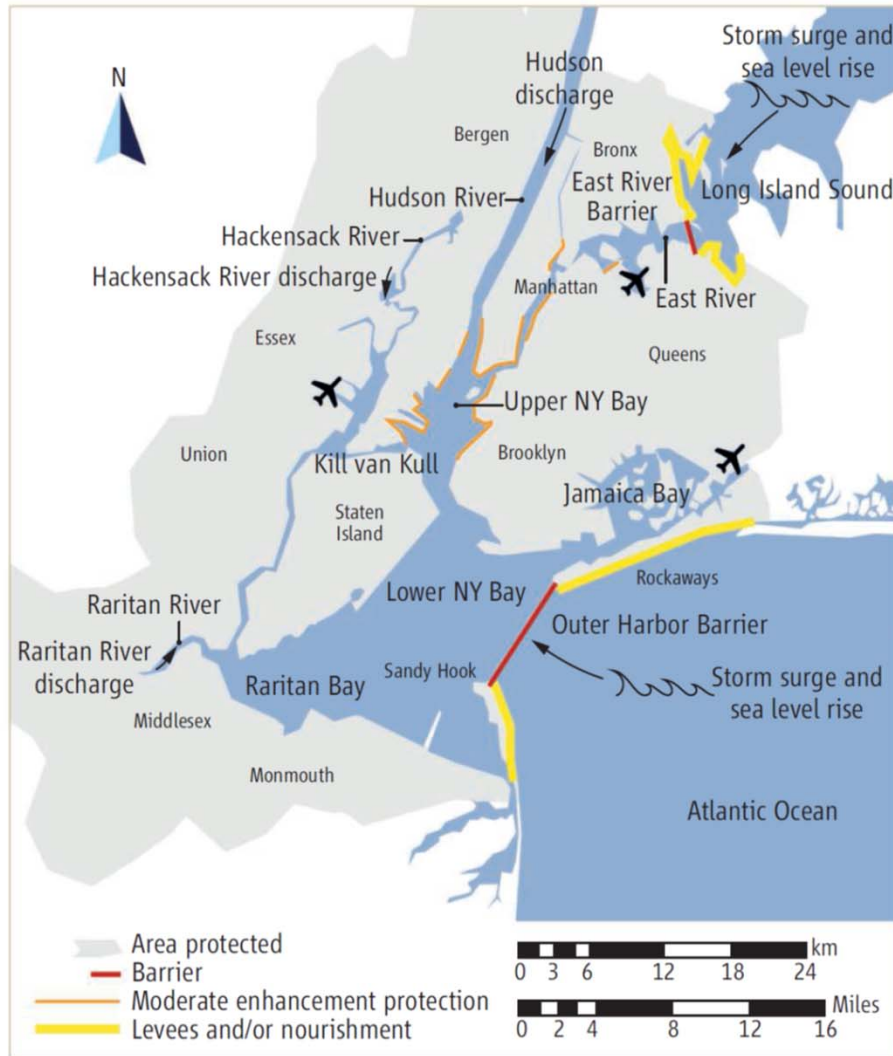 Storm surge and
sea level rise
Hudson
discharge
N
Bergen
Bronx
East River
Barrier
Long Island Sound
Hudson River
Hackensack River
Hackensack River discharge
Manhattan
East River
Essex
Queens
Upper NY Bay
Union
Kill van Kull
Brooklyn
Jamaica Bay
Staten
Island
Lower NY Bay
Rockaways
Raritan River
Outer Harbor Barrier
Raritan River
discharge
Raritan Bay
Sandy Hook
Storm surge and
sea level rise
Middlesex
Monmouth
Atlantic Ocean
Area protected
Barrier
Moderate enhancement protection
Levees and/or nourishment
km
0 3 6 12 18 24
Miles
0 2 4 8 12 16